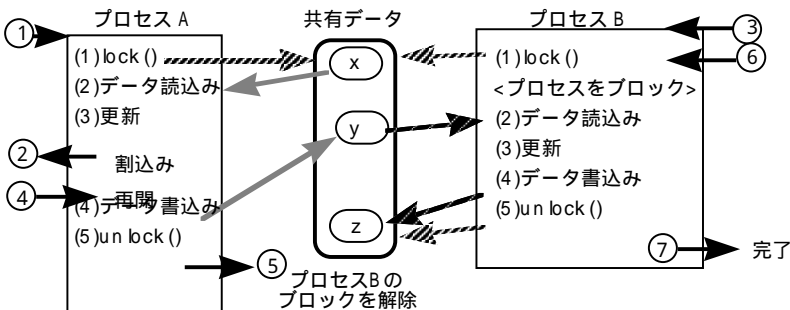 プロセス A
共有データ
プロセス B
①
(1)lock()
(2)データ読込み
(3)更新
②
割込み
④
再開
(4)データ書込み
(5)unlock()
⑤
x
y
z
プロセスBの
ブロックを解除
③
(1)lock()
⑥
<プロセスをブロック>
(2)データ読込み
(3)更新
(4)データ書込み
(5)unlock()
⑦
完了